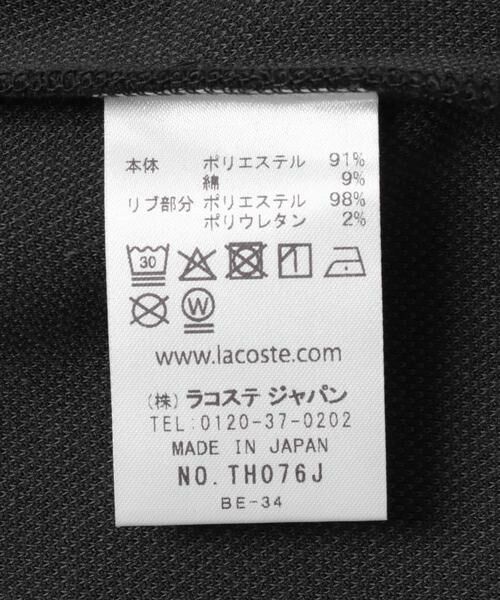 本体 ポリエステル 91%
綿 9%
リブ部分 ポリエステル 98%
ポリウレタン 2%
30
W
www.lacoste.com
(株) ラコステ ジャパン
TEL:0120-37-0202
MADE IN JAPAN
NO.TH076J
BE-34